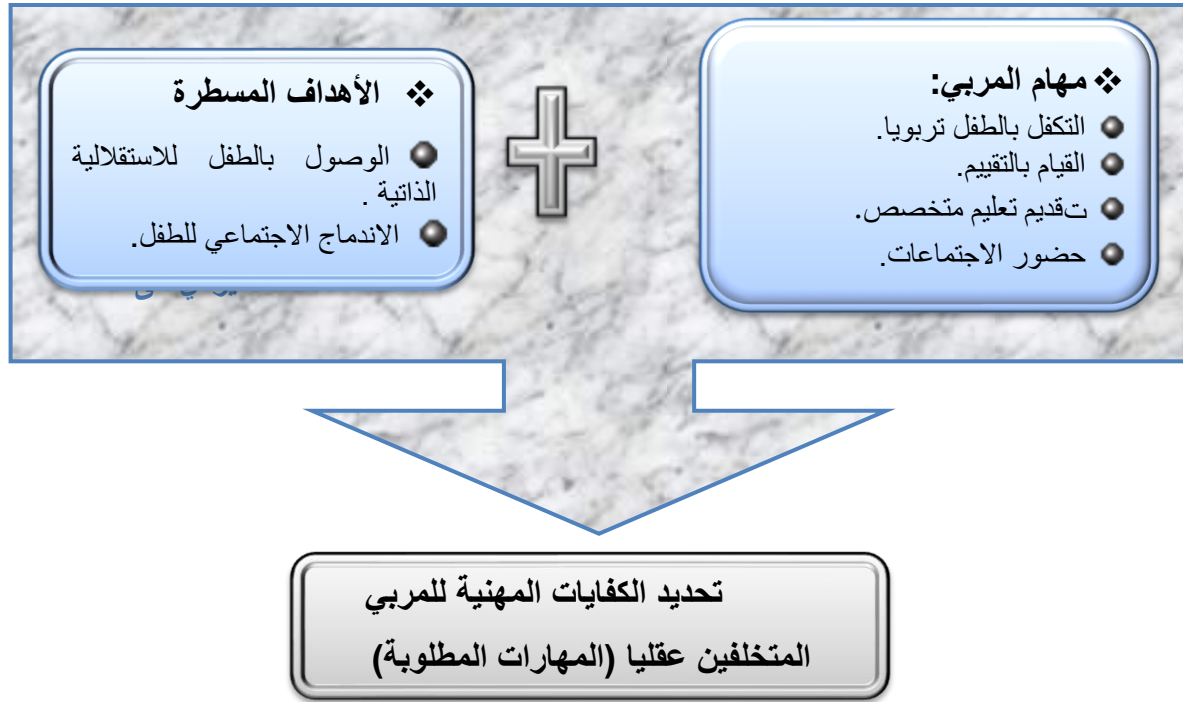 مهام المربي:
التكفل بالطفل تربويا.
القيام بالتقييم.
تقديم تعليم متخصص.
حضور الاجتماعات.
الأهداف المسطرة
الوصول بالطفل للاستقلالية
الذاتية .
الاندماج الاجتماعي للطفل.
تحديد الكفايات المهنية للمربي
المتخلفين عقليا (المهارات المطلوبة)